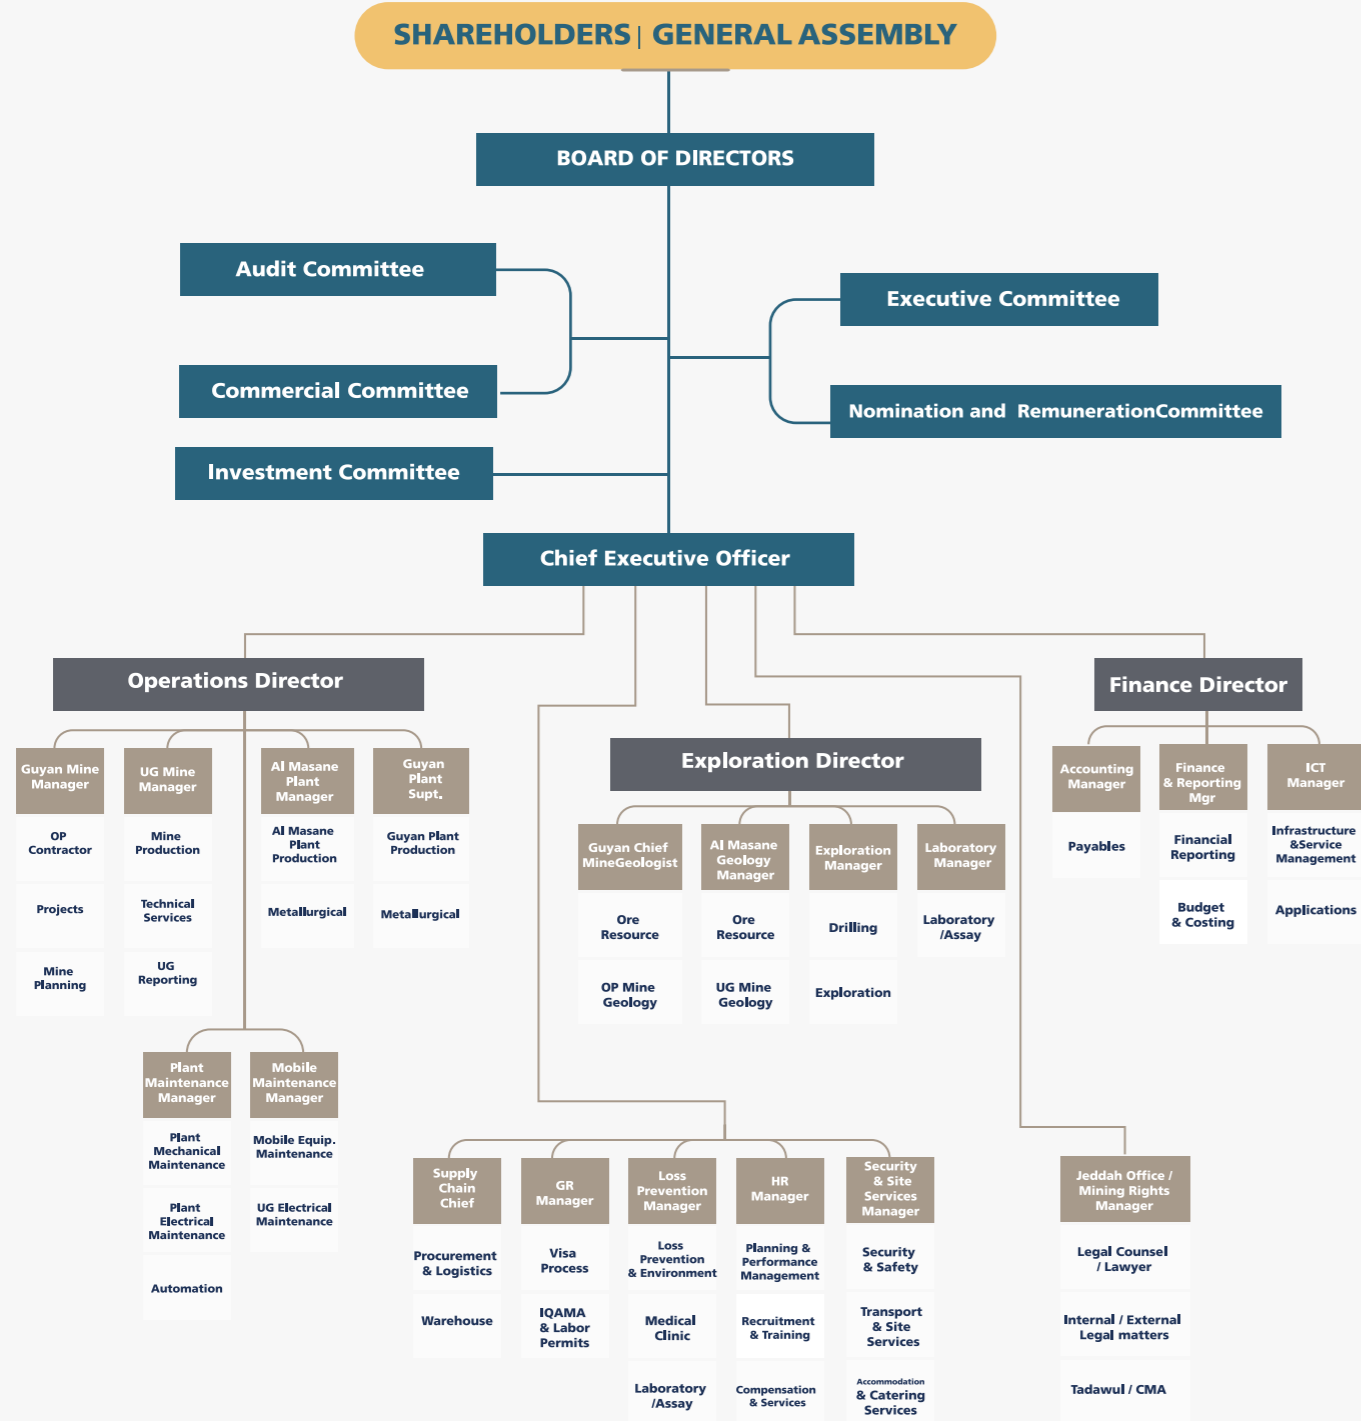 SHAREHOLDERS | GENERAL ASSEMBLY
BOARD OF DIRECTORS
Audit Committee
Executive Committee
Commercial Committee
Nomination and RemunerationCommittee
Investment Committee
Chief Executive Officer
Operations Director
Guyan Mine
Manager
OP
Contractor
Projects
Mine
Planning
UG Mine
Manager
Mine
Production
Technical
Services
UG
Reporting
Al Masane
Plant
Manager
Al Masane
Plant
Production
Metallurgical
Guyan
Plant
Supt.
Guyan Plant
Production
Metallurgical
Plant
Maintenance
Manager
Plant
Mechanical
Maintenance
Plant
Electrical
Maintenance
Automation
Mobile
Maintenance
Manager
Mobile Equip.
Maintenance
UG Electrical
Maintenance
Exploration Director
Guyan Chief
MineGeologist
Ore
Resource
OP Mine
Geology
Al Masane
Geology
Manager
Ore
Resource
UG Mine
Geology
Exploration
Manager
Drilling
Exploration
Laboratory
Manager
Laboratory
/Assay
Finance Director
Accounting
Manager
Payables
Finance
& Reporting
Mgr
Financial
Reporting
Budget
& Costing
ICT
Manager
Infrastructure
&Service
Management
Applications
Supply
Chain
Chief
Procurement
& Logistics
Warehouse
GR
Manager
Visa
Process
IQAMA
& Labor
Permits
Loss
Prevention
Manager
Loss
Prevention
& Environment
Medical
Clinic
Laboratory
/Assay
HR
Manager
Planning &
Performance
Management
Recruitment
& Training
Compensation
& Services
Security
& Site
Services
Manager
Security
& Safety
Transport
& Site
Services
Accommodation
& Catering
Services
Jeddah Office /
Mining Rights
Manager
Legal Counsel
/ Lawyer
Internal / External
Legal matters
Tadawul / CMA